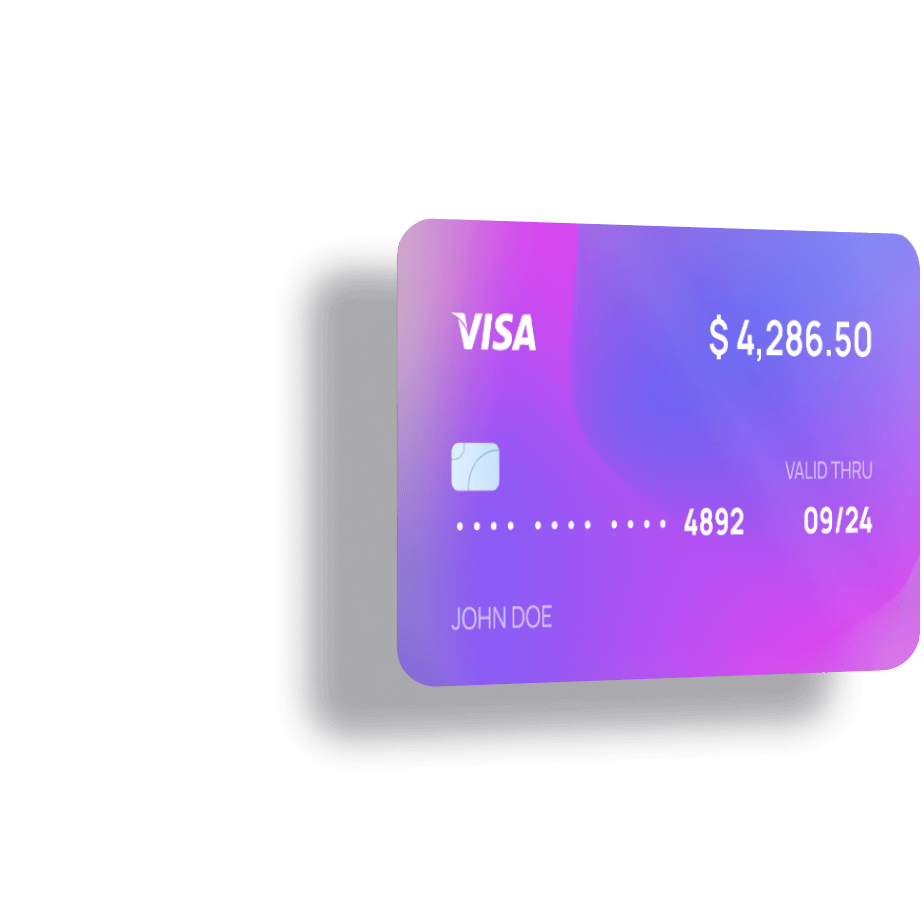 VISA
$ 4,286.50
VALID THRU
•••• •••• •••• 4892 09/24
JOHN DOE